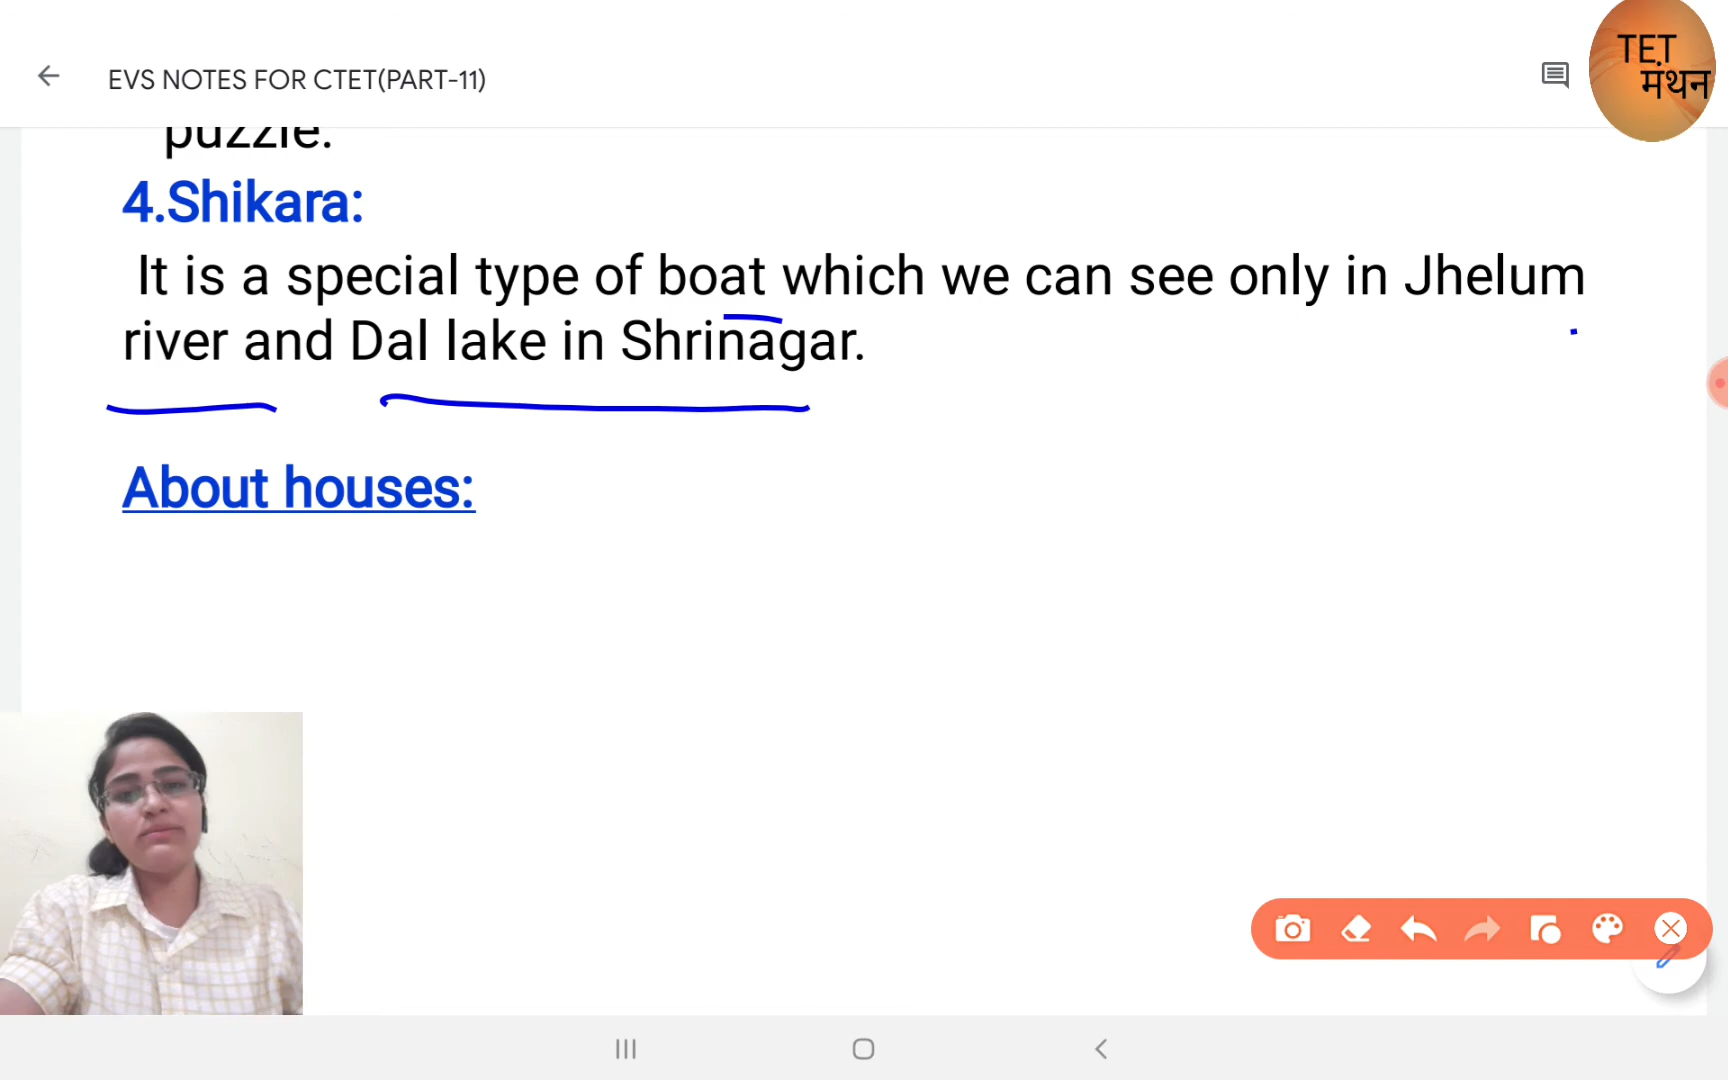 EVS NOTES FOR CTET(PART-11)
TET
मंथन
puzzle.
4.Shikara:
It is a special type of boat which we can see only in Jhelum
river and Dal lake in Shrinagar.
About houses: